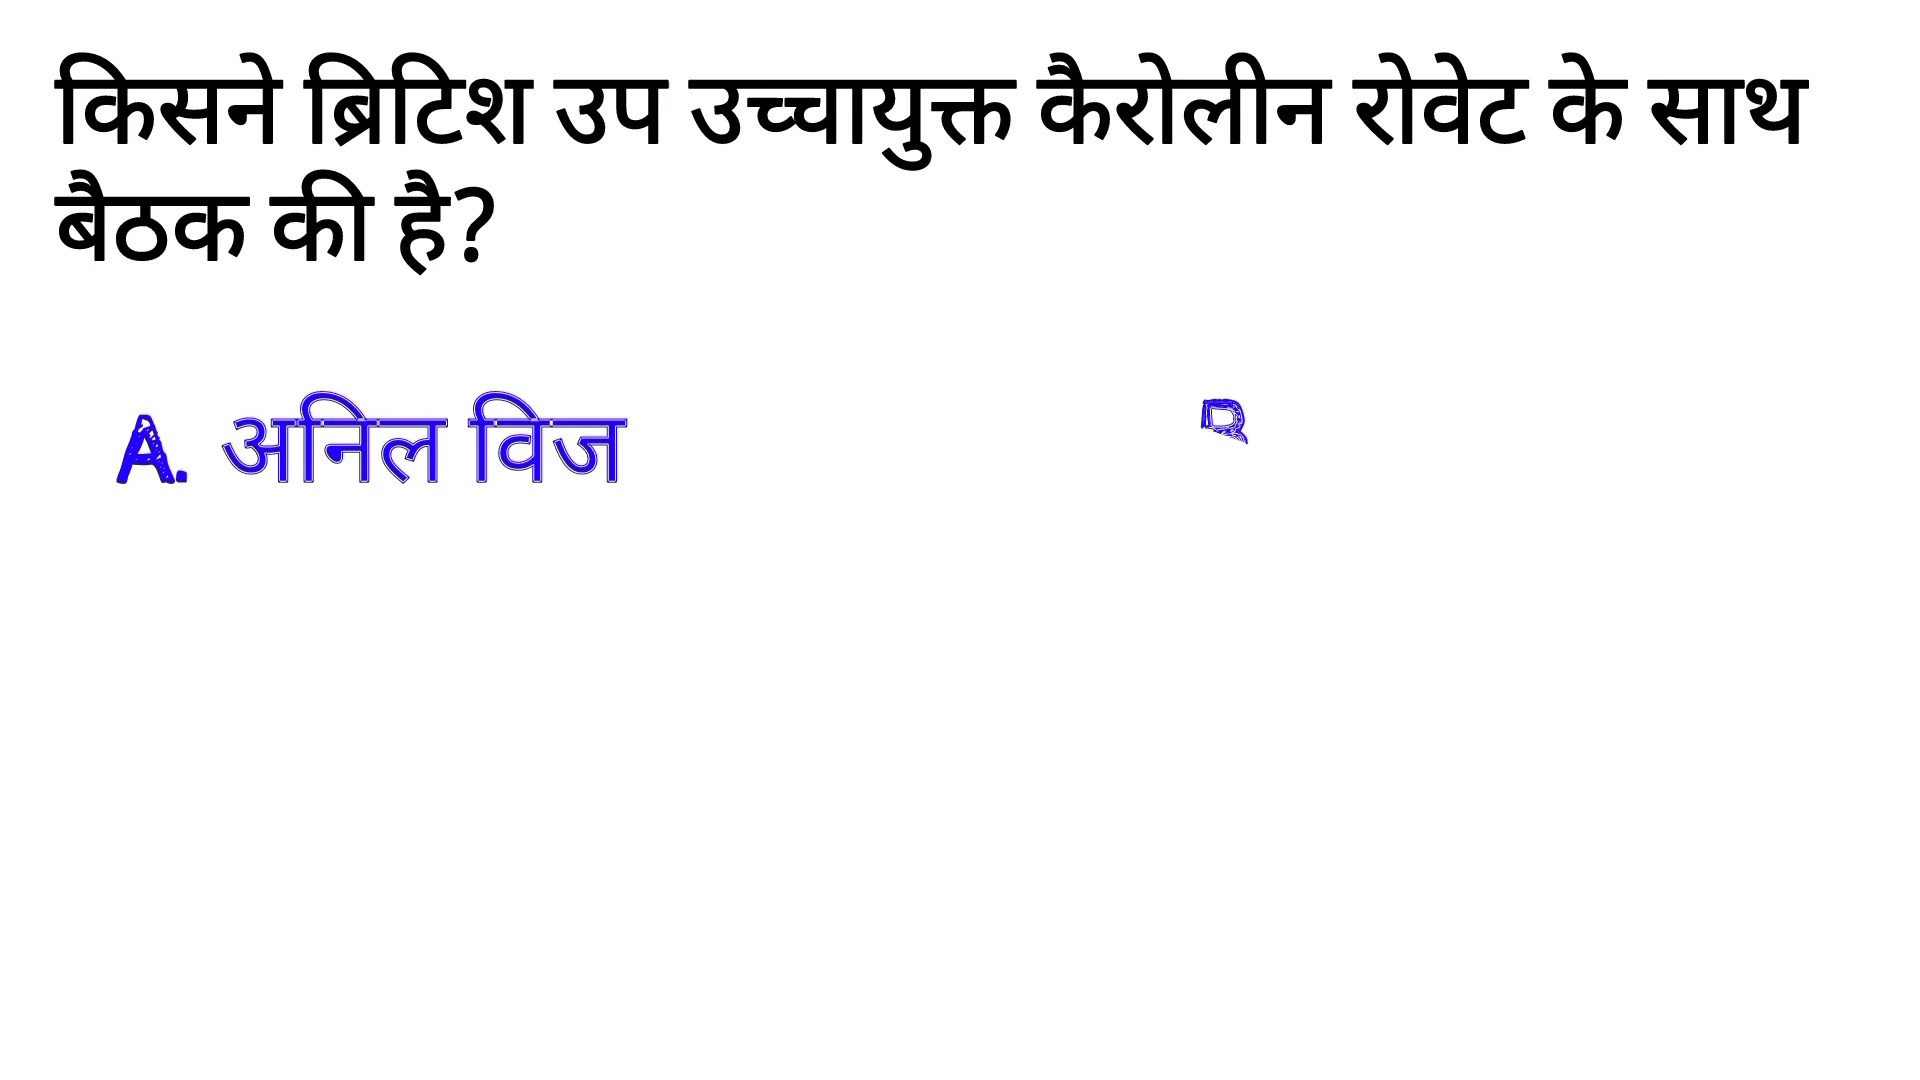 किसने ब्रिटिश उप उच्चायुक्त कैरोलीन रोवेट के साथ
बैठक की है?
A. अनिल विज